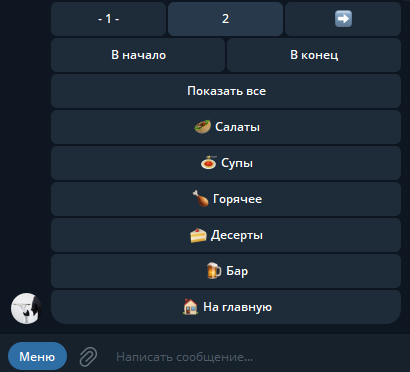 - 1 - 2
В начало В конец
Показать все
Салаты
Супы
Горячее
Десерты
Бар
На главную
Меню Написать сообщение...